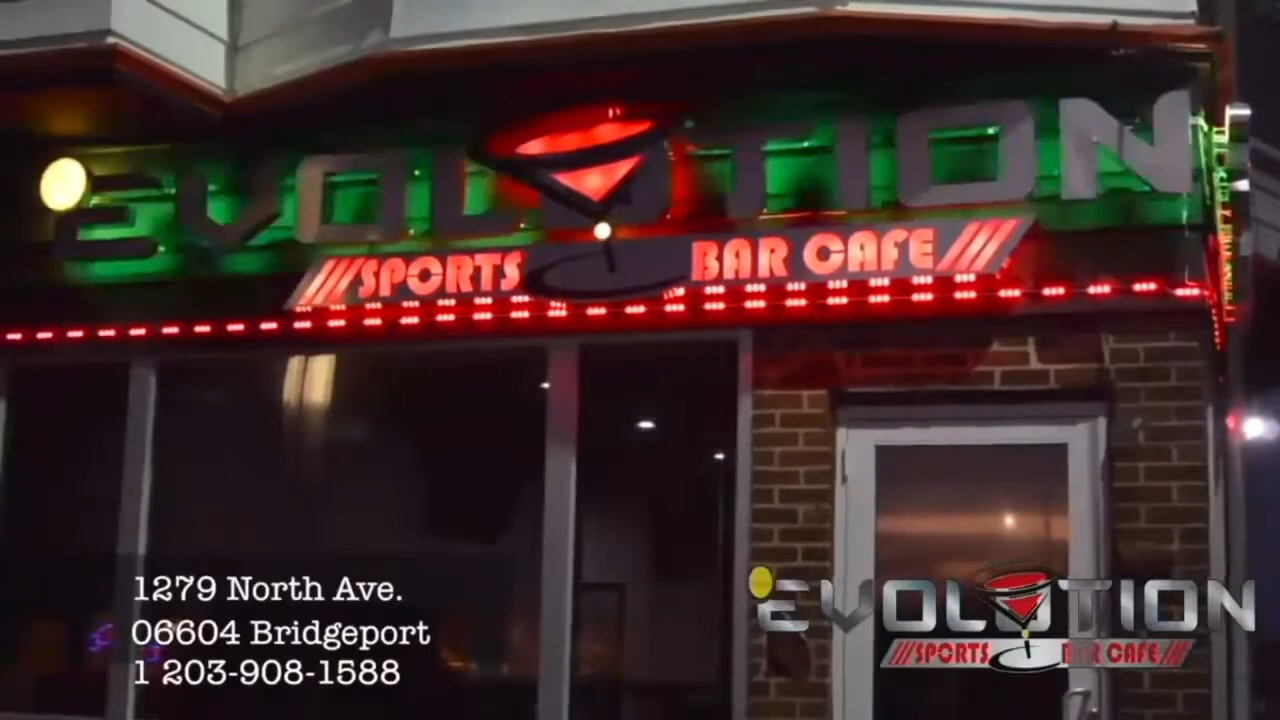 EVOLUTION
SPORTS BAR CAFE
1279 North Ave.
06604 Bridgeport
1 203-908-1588
EVOLUTION
SPORTS BAR CAFE